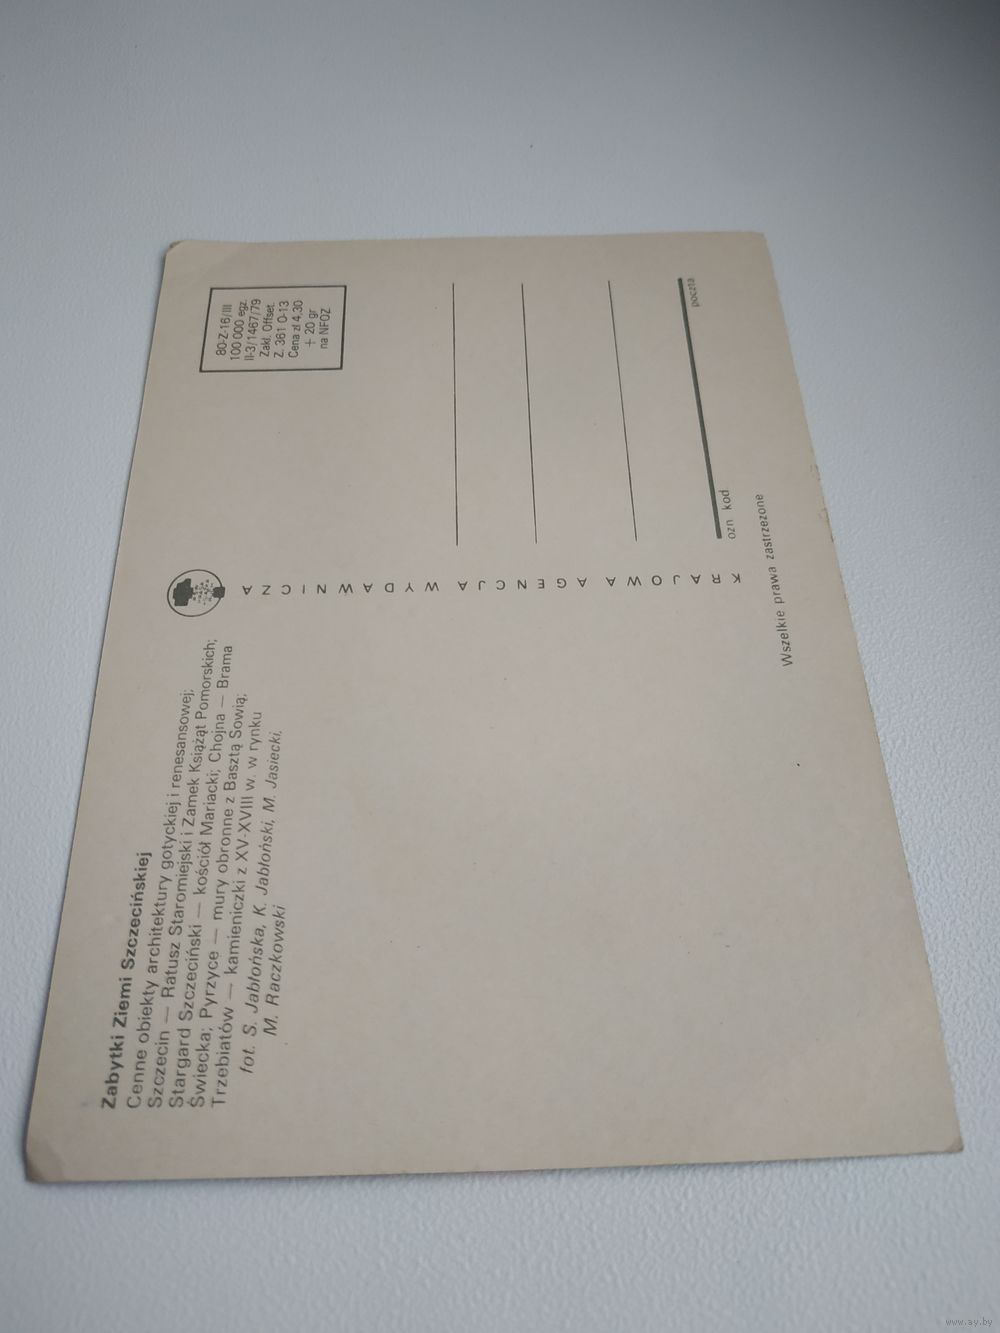 Zabytki Ziemi Szczecińskiej
Cenne obiekty architektury gotyckiej i renesansowej;
Szczecin — Ratusz Staromiejski i Zamek Książąt Pomorskich;
Stargard Szczeciński — kościół Mariacki; Chojna — Brama
Świecka; Pyrzyce — mury obronne z Basztą Sowią;
Trzebiatów — kamieniczki z XV-XVIII w. w rynku
fot. S. Jabłońska, K. Jabłoński, M. Jasiecki,
M. Raczkowski
KRAJOWA AGENCJA WYDAWNICZA
80-Z-16/III
100 000 egz.
II-3/1467/79
Zakł. Offset.
Z. 361 0-13
Cena zł 4,30
+ 20 gr
na NFOZ
ozn. kod.
poczta
Wszelkie prawa zastrzeżone
www.ay.by